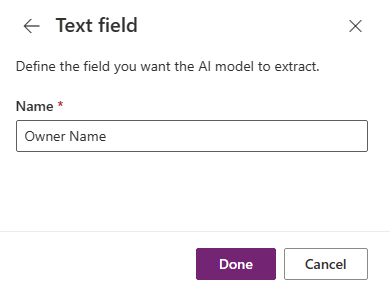 Text field
Define the field you want the AI model to extract.
Name *
Owner Name
Done Cancel